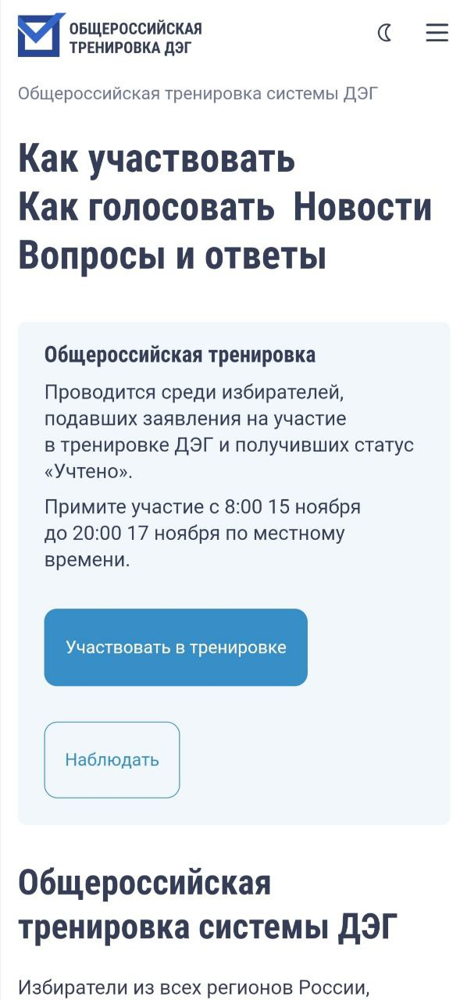 ОБЩЕРОССИЙСКАЯ
ТРЕНИРОВКА ДЭГ
Общероссийская тренировка системы ДЭГ
Как участвовать
Как голосовать Новости
Вопросы и ответы
Общероссийская тренировка
Проводится среди избирателей,
подавших заявления на участие
в тренировке ДЭГ и получивших статус
«Учтено».
Примите участие с 8:00 15 ноября
до 20:00 17 ноября по местному
времени.
Участвовать в тренировке
Наблюдать
Общероссийская
тренировка системы ДЭГ
Избиратели из всех регионов России,